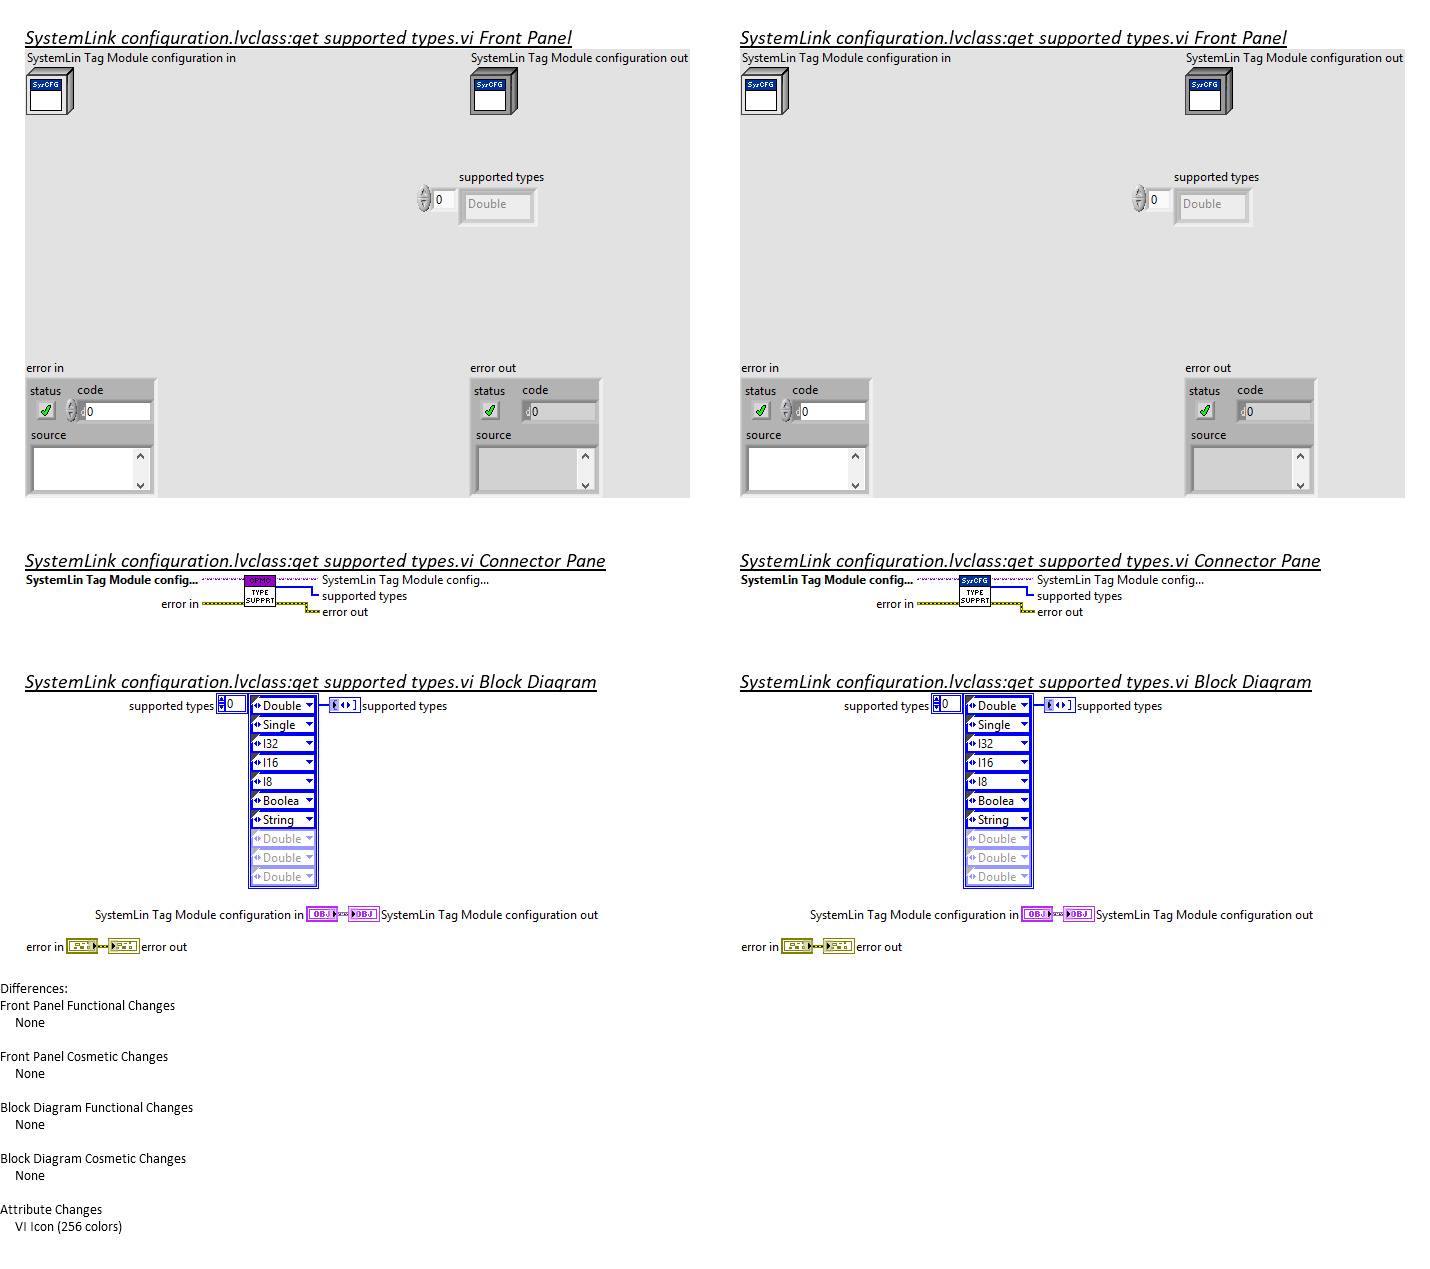 SystemLink configuration.lvclass:get supported types.vi Front Panel
SystemLin Tag Module configuration in
SystemLin Tag Module configuration out
SysCFG
SysCFG
supported types
0
Double
error in
status
code
d0
source
error out
status
code
d0
source
SystemLink configuration.lvclass:get supported types.vi Front Panel
SystemLin Tag Module configuration in
SystemLin Tag Module configuration out
SysCFG
SysCFG
supported types
0
Double
error in
status
code
d0
source
error out
status
code
d0
source
SystemLink configuration.lvclass:get supported types.vi Connector Pane
SystemLin Tag Module config...
SystemLin Tag Module config...
TYPE
SUPPRT
supported types
error in
error out
SystemLink configuration.lvclass:get supported types.vi Connector Pane
SystemLin Tag Module config...
SysCFG
SystemLin Tag Module config...
TYPE
SUPPRT
supported types
error in
error out
SystemLink configuration.lvclass:get supported types.vi Block Diagram
supported types
0
Double
supported types
Single
I32
I16
I8
Boolea
String
Double
Double
Double
SystemLin Tag Module configuration in
OBJ
OBJ
SystemLin Tag Module configuration out
error in
error out
SystemLink configuration.lvclass:get supported types.vi Block Diagram
supported types
0
Double
supported types
Single
I32
I16
I8
Boolea
String
Double
Double
Double
SystemLin Tag Module configuration in
OBJ
OBJ
SystemLin Tag Module configuration out
error in
error out
Differences:
Front Panel Functional Changes
None
Front Panel Cosmetic Changes
None
Block Diagram Functional Changes
None
Block Diagram Cosmetic Changes
None
Attribute Changes
VI Icon (256 colors)